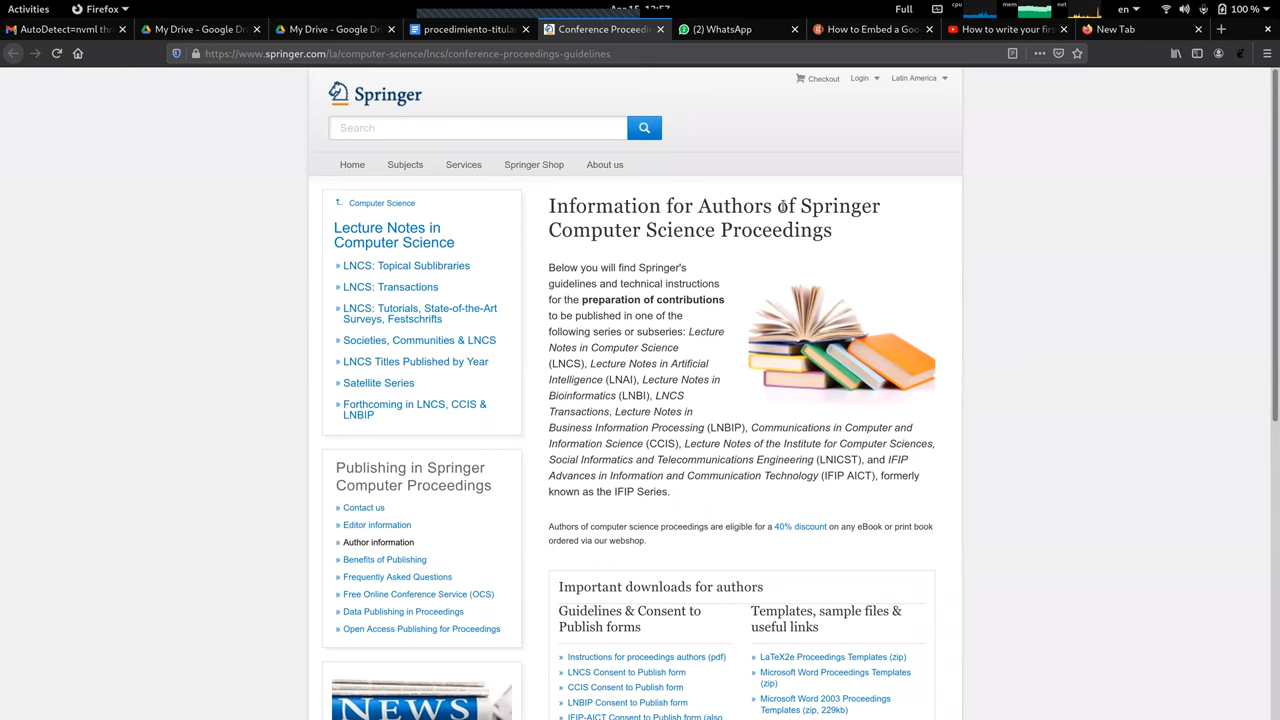 Activities
Firefox
Full
cpu
mem
net
en
100 %
AutoDetect=nvml thr
My Drive - Google Dr
My Drive - Google Dr
procedimiento-titulac
Conference Proceedi
WhatsApp
How to Embed a Goo
How to write your firs
New Tab
https://www.springer.com/la/computer-science/lncs/conference-proceedings-guidelines
Checkout
Login
Latin America
Springer
Search
Home
Subjects
Services
Springer Shop
About us
Computer Science
Lecture Notes in
Computer Science
» LNCS: Topical Sublibraries
» LNCS: Transactions
» LNCS: Tutorials, State-of-the-Art
Surveys, Festschrifts
» Societies, Communities & LNCS
» LNCS Titles Published by Year
» Satellite Series
» Forthcoming in LNCS, CCIS &
LNBIP
Publishing in Springer
Computer Proceedings
» Contact us
» Editor information
» Author information
» Benefits of Publishing
» Frequently Asked Questions
» Free Online Conference Service (OCS)
» Data Publishing in Proceedings
» Open Access Publishing for Proceedings
NEWS
Information for Authors of Springer
Computer Science Proceedings
Below you will find Springer's
guidelines and technical instructions
for the preparation of contributions
to be published in one of the
following series or subseries: Lecture
Notes in Computer Science
(LNCS), Lecture Notes in Artificial
Intelligence (LNAI), Lecture Notes in
Bioinformatics (LNBI), LNCS
Transactions, Lecture Notes in
Business Information Processing (LNBIP), Communications in Computer and
Information Science (CCIS), Lecture Notes of the Institute for Computer Sciences,
Social Informatics and Telecommunications Engineering (LNICST), and IFIP
Advances in Information and Communication Technology (IFIP AICT), formerly
known as the IFIP Series.
Authors of computer science proceedings are eligible for a 40% discount on any eBook or print book
ordered via our webshop.
Important downloads for authors
Guidelines & Consent to
Publish forms
» Instructions for proceedings authors (pdf)
» LNCS Consent to Publish form
» CCIS Consent to Publish form
» LNBIP Consent to Publish form
» IFIP-AICT Consent to Publish form (also
Templates, sample files &
useful links
» LaTeX2e Proceedings Templates (zip)
» Microsoft Word Proceedings Templates
(zip)
» Microsoft Word 2003 Proceedings
Templates (zip, 229kb)